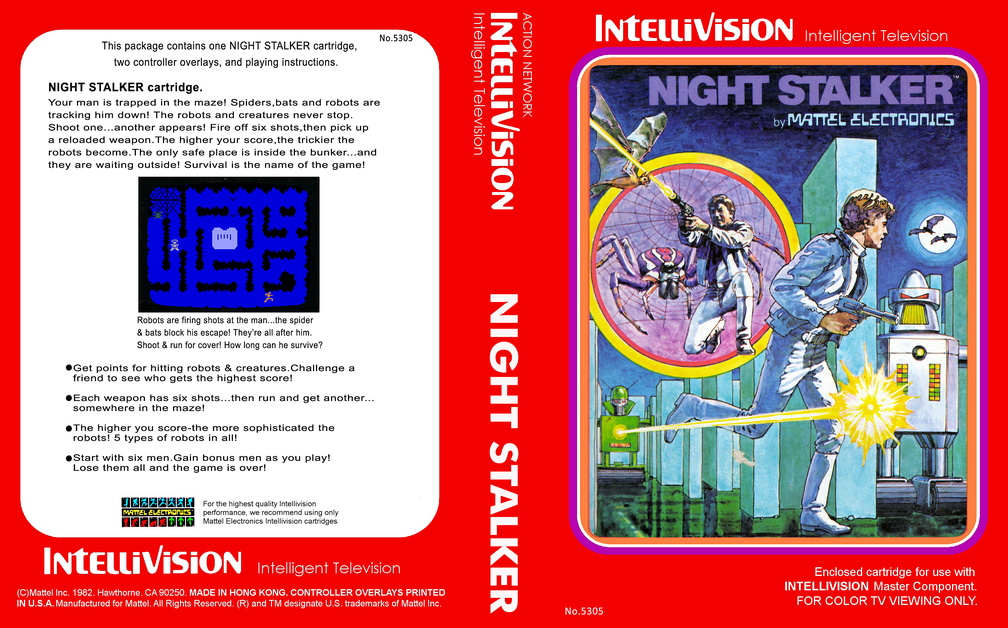 No.5305
This package contains one NIGHT STALKER cartridge,
two controller overlays, and playing instructions.
NIGHT STALKER cartridge.
Your man is trapped in the maze! Spiders,bats and robots are
tracking him down! The robots and creatures never stop.
Shoot one...another appears! Fire off six shots,then pick up
a reloaded weapon.The higher your score,the trickier the
robots become.The only safe place is inside the bunker...and
they are waiting outside! Survival is the name of the game!
Robots are firing shots at the man...the spider
& bats block his escape! They're all after him.
Shoot & run for cover! How long can he survive?
●Get points for hitting robots & creatures.Challenge a
friend to see who gets the highest score!
●Each weapon has six shots...then run and get another...
somewhere in the maze!
●The higher you score-the more sophisticated the
robots! 5 types of robots in all!
●Start with six men.Gain bonus men as you play!
Lose them all and the game is over!
MATTEL ELECTRONICS
For the highest quality Intellivision
performance, we recommend using only
Mattel Electronics Intellivision cartridges
INTELLIVISION Intelligent Television
(C)Mattel Inc. 1982. Hawthorne. CA 90250. MADE IN HONG KONG. CONTROLLER OVERLAYS PRINTED
IN U.S.A. Manufactured for Mattel. All Rights Reserved. (R) and TM designate U.S. trademarks of Mattel Inc.
ACTION NETWORK
INTELLIVISION
Intelligent Television
NIGHT STALKER
INTELLIVISION Intelligent Television
NIGHT STALKER™
by MATTEL ELECTRONICS
Enclosed cartridge for use with
INTELLIVISION Master Component.
FOR COLOR TV VIEWING ONLY.
No.5305